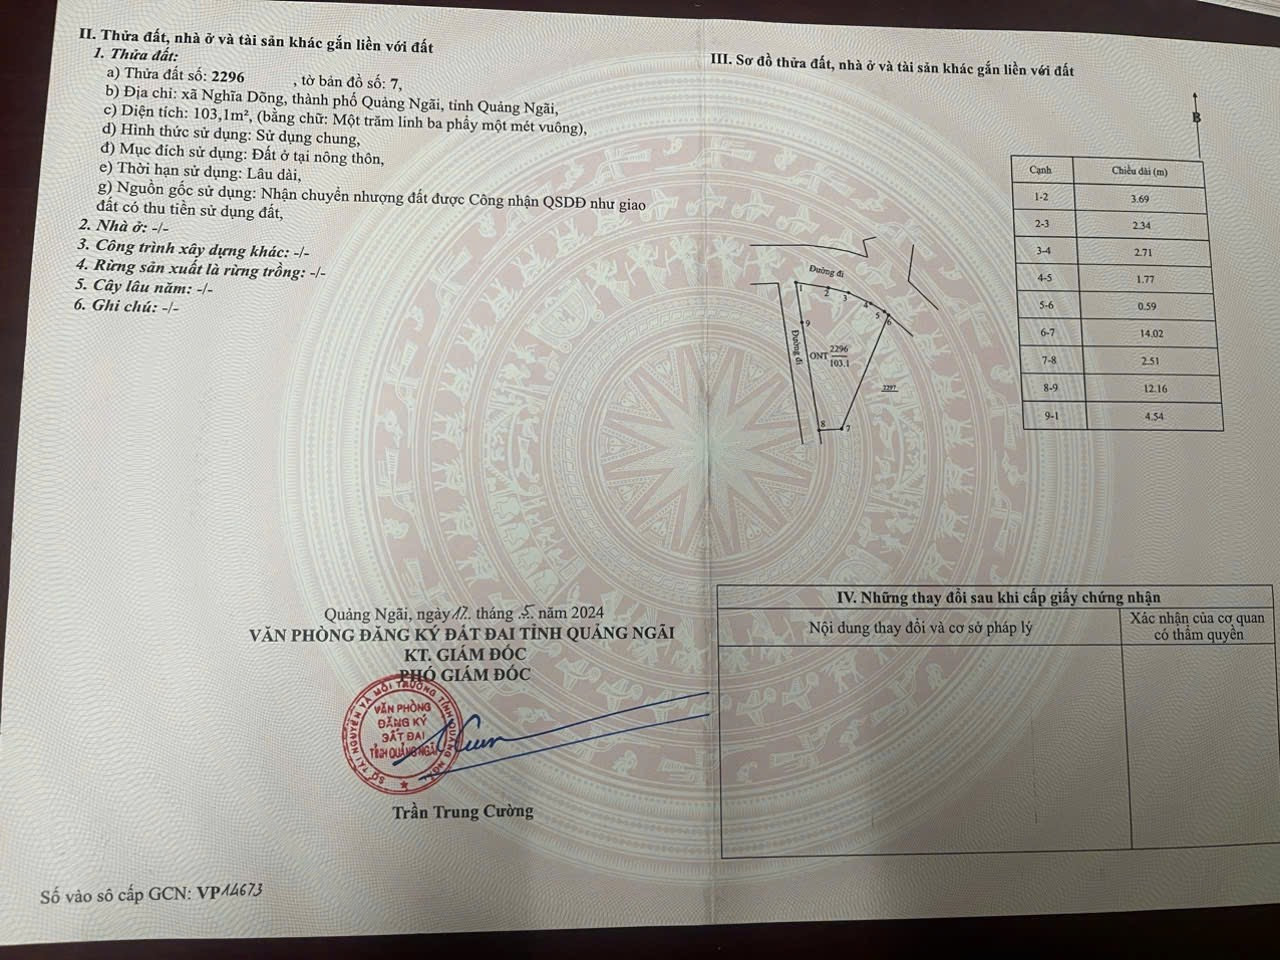 II. Thửa đất, nhà ở và tài sản khác gắn liền với đất
1. Thửa đất:
a) Thửa đất số: 2296 , tờ bản đồ số: 7,
b) Địa chỉ: xã Nghĩa Dõng, thành phố Quảng Ngãi, tỉnh Quảng Ngãi,
c) Diện tích: 103,1m², (bằng chữ: Một trăm linh ba phẩy một mét vuông),
d) Hình thức sử dụng: Sử dụng chung,
đ) Mục đích sử dụng: Đất ở tại nông thôn,
e) Thời hạn sử dụng: Lâu dài,
g) Nguồn gốc sử dụng: Nhận chuyển nhượng đất được Công nhận QSDĐ như giao
đất có thu tiền sử dụng đất,
2. Nhà ở: -/-
3. Công trình xây dựng khác: -/-
4. Rừng sản xuất là rừng trồng: -/-
5. Cây lâu năm: -/-
6. Ghi chú: -/-
Quảng Ngãi, ngày 17. tháng .5. năm 2024
VĂN PHÒNG ĐĂNG KÝ ĐẤT ĐAI TỈNH QUẢNG NGÃI
KT. GIÁM ĐỐC
PHÓ GIÁM ĐỐC
SỞ TÀI NGUYÊN VÀ MÔI TRƯỜNG TỈNH QUẢNG NGÃI
VĂN PHÒNG
ĐĂNG KÝ
ĐẤT ĐAI
TỈNH QUẢNG NGÃI
Trần Trung Cường
Số vào sổ cấp GCN: VP14673
III. Sơ đồ thửa đất, nhà ở và tài sản khác gắn liền với đất
B
Đường đi
1 2 3 4 5 6
9
Đường đi
ONT 2296
103.1
2297
8 7
Cạnh Chiều dài (m)
1-2 3.69
2-3 2.34
3-4 2.71
4-5 1.77
5-6 0.59
6-7 14.02
7-8 2.51
8-9 12.16
9-1 4.54
IV. Những thay đổi sau khi cấp giấy chứng nhận
Nội dung thay đổi và cơ sở pháp lý
Xác nhận của cơ quan
có thẩm quyền